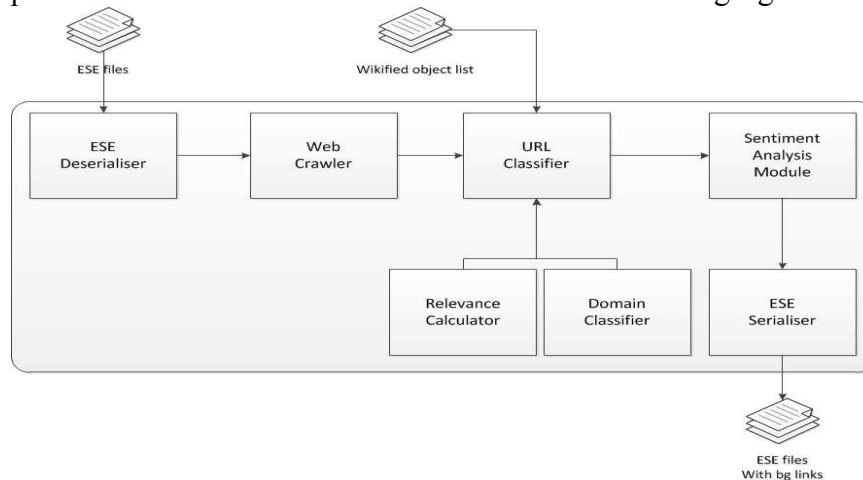 ESE files
Wikified object list
ESE
Deserialiser
Web
Crawler
URL
Classifier
Sentiment
Analysis
Module
Relevance
Calculator
Domain
Classifier
ESE
Serialiser
ESE files
With bg links